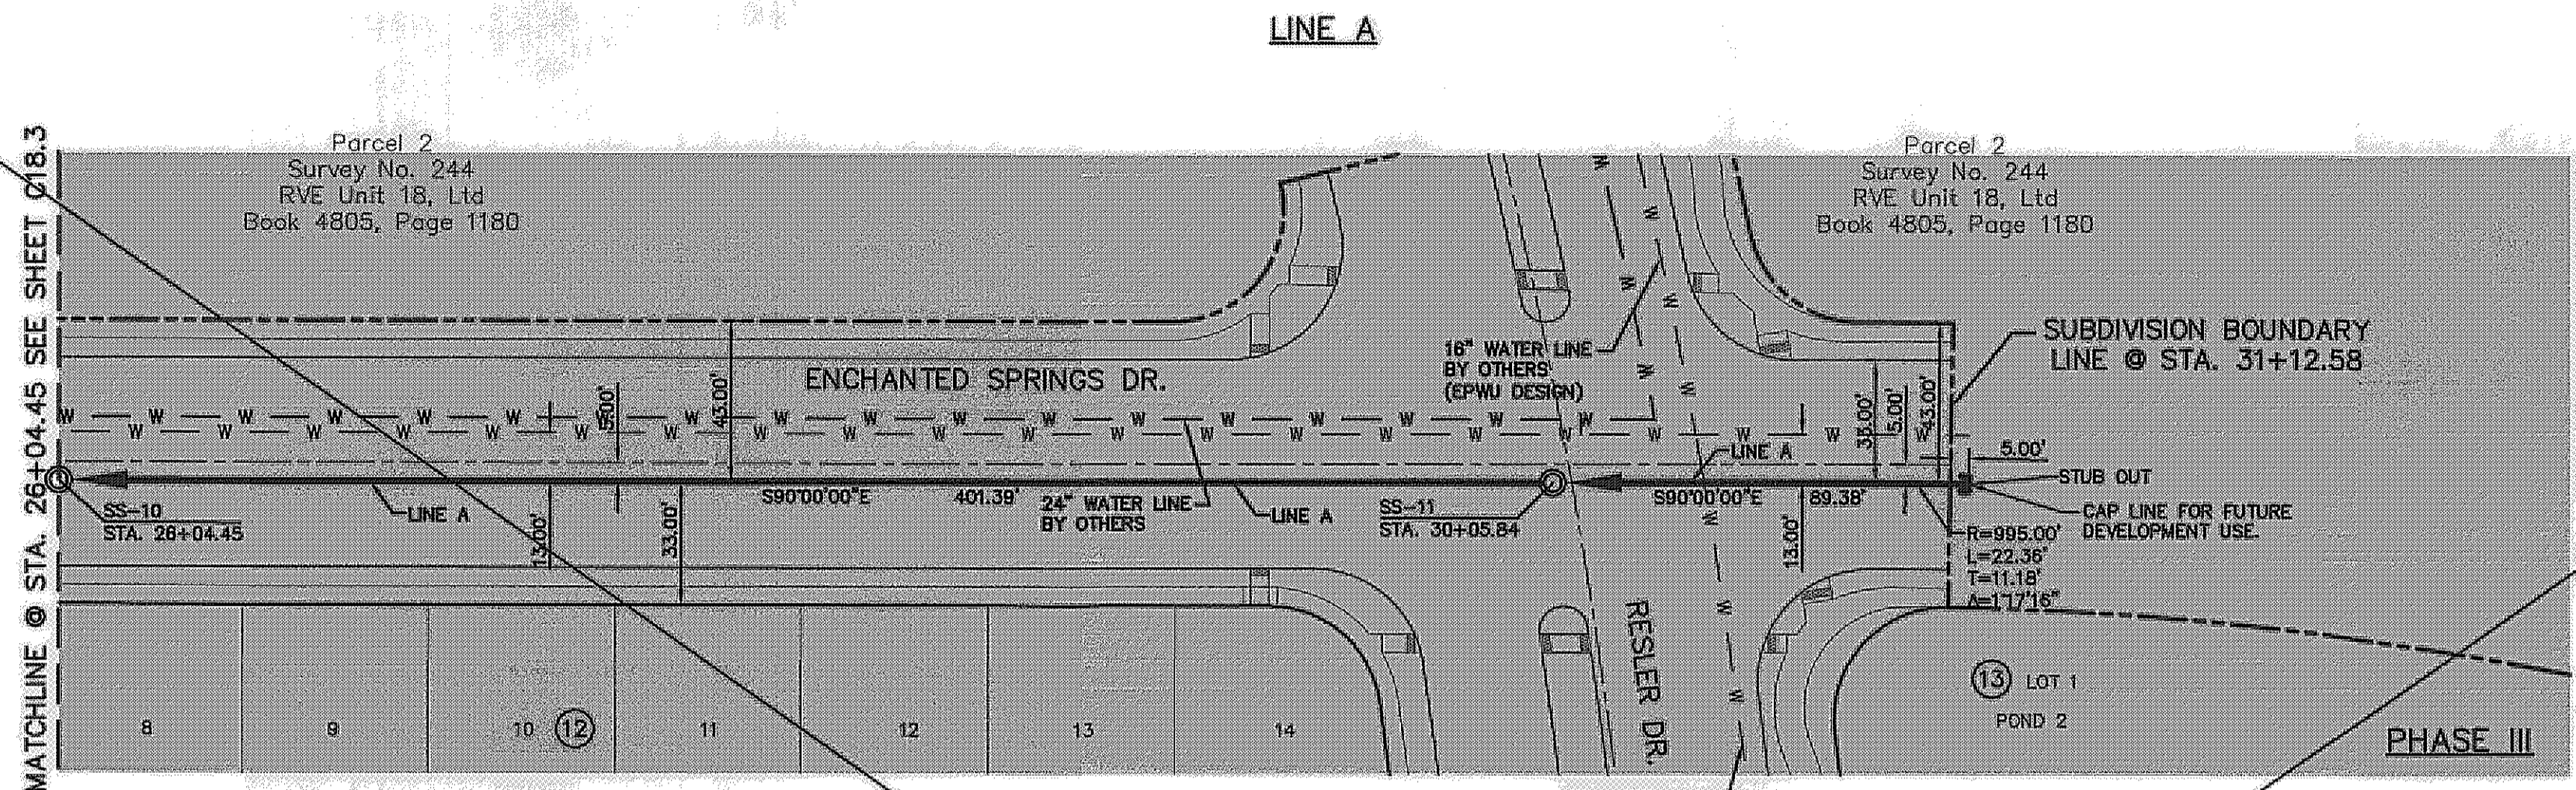 LINE A
MATCHLINE @ STA. 26+04.45 SEE SHEET C18.3
Parcel 2
Survey No. 244
RVE Unit 18, Ltd
Book 4805, Page 1180
Parcel 2
Survey No. 244
RVE Unit 18, Ltd
Book 4805, Page 1180
SUBDIVISION BOUNDARY
LINE @ STA. 31+12.58
16" WATER LINE
BY OTHERS
(EPWU DESIGN)
ENCHANTED SPRINGS DR.
5.00'
43.00'
5.00'
43.00'
LINE A
5.00'
STUB OUT
CAP LINE FOR FUTURE
DEVELOPMENT USE.
SS-10
STA. 26+04.45
LINE A
13.00'
33.00'
S90°00'00"E 401.39'
24" WATER LINE
BY OTHERS
LINE A
SS-11
STA. 30+05.84
S90°00'00"E 89.38'
13.00'
R=995.00'
L=22.36'
T=11.18'
Δ=1°17'16"
RESLER DR.
8
9
10
12
11
12
13
14
13 LOT 1
POND 2
PHASE III